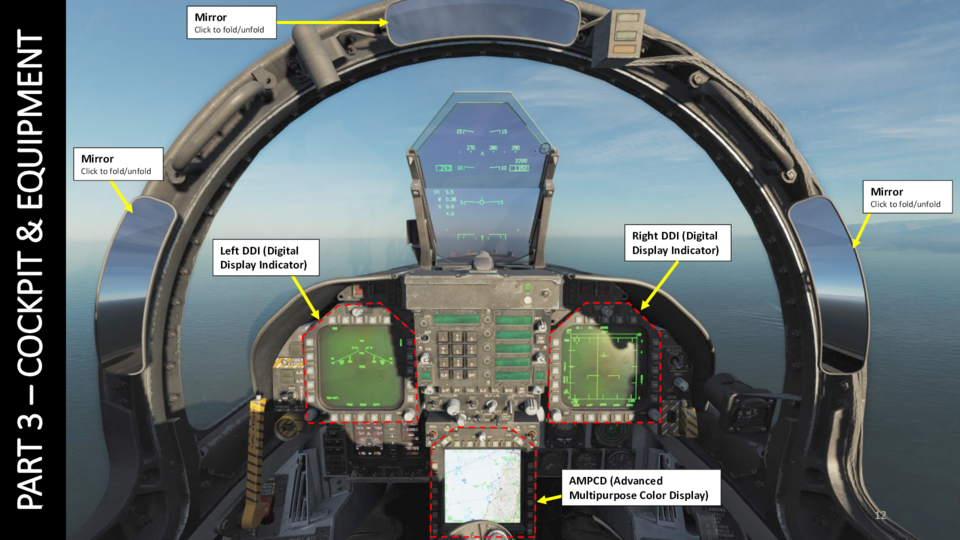 PART 3 – COCKPIT & EQUIPMENT
Mirror
Click to fold/unfold
Mirror
Click to fold/unfold
Mirror
Click to fold/unfold
Left DDI (Digital
Display Indicator)
Right DDI (Digital
Display Indicator)
AMPCD (Advanced
Multipurpose Color Display)
12